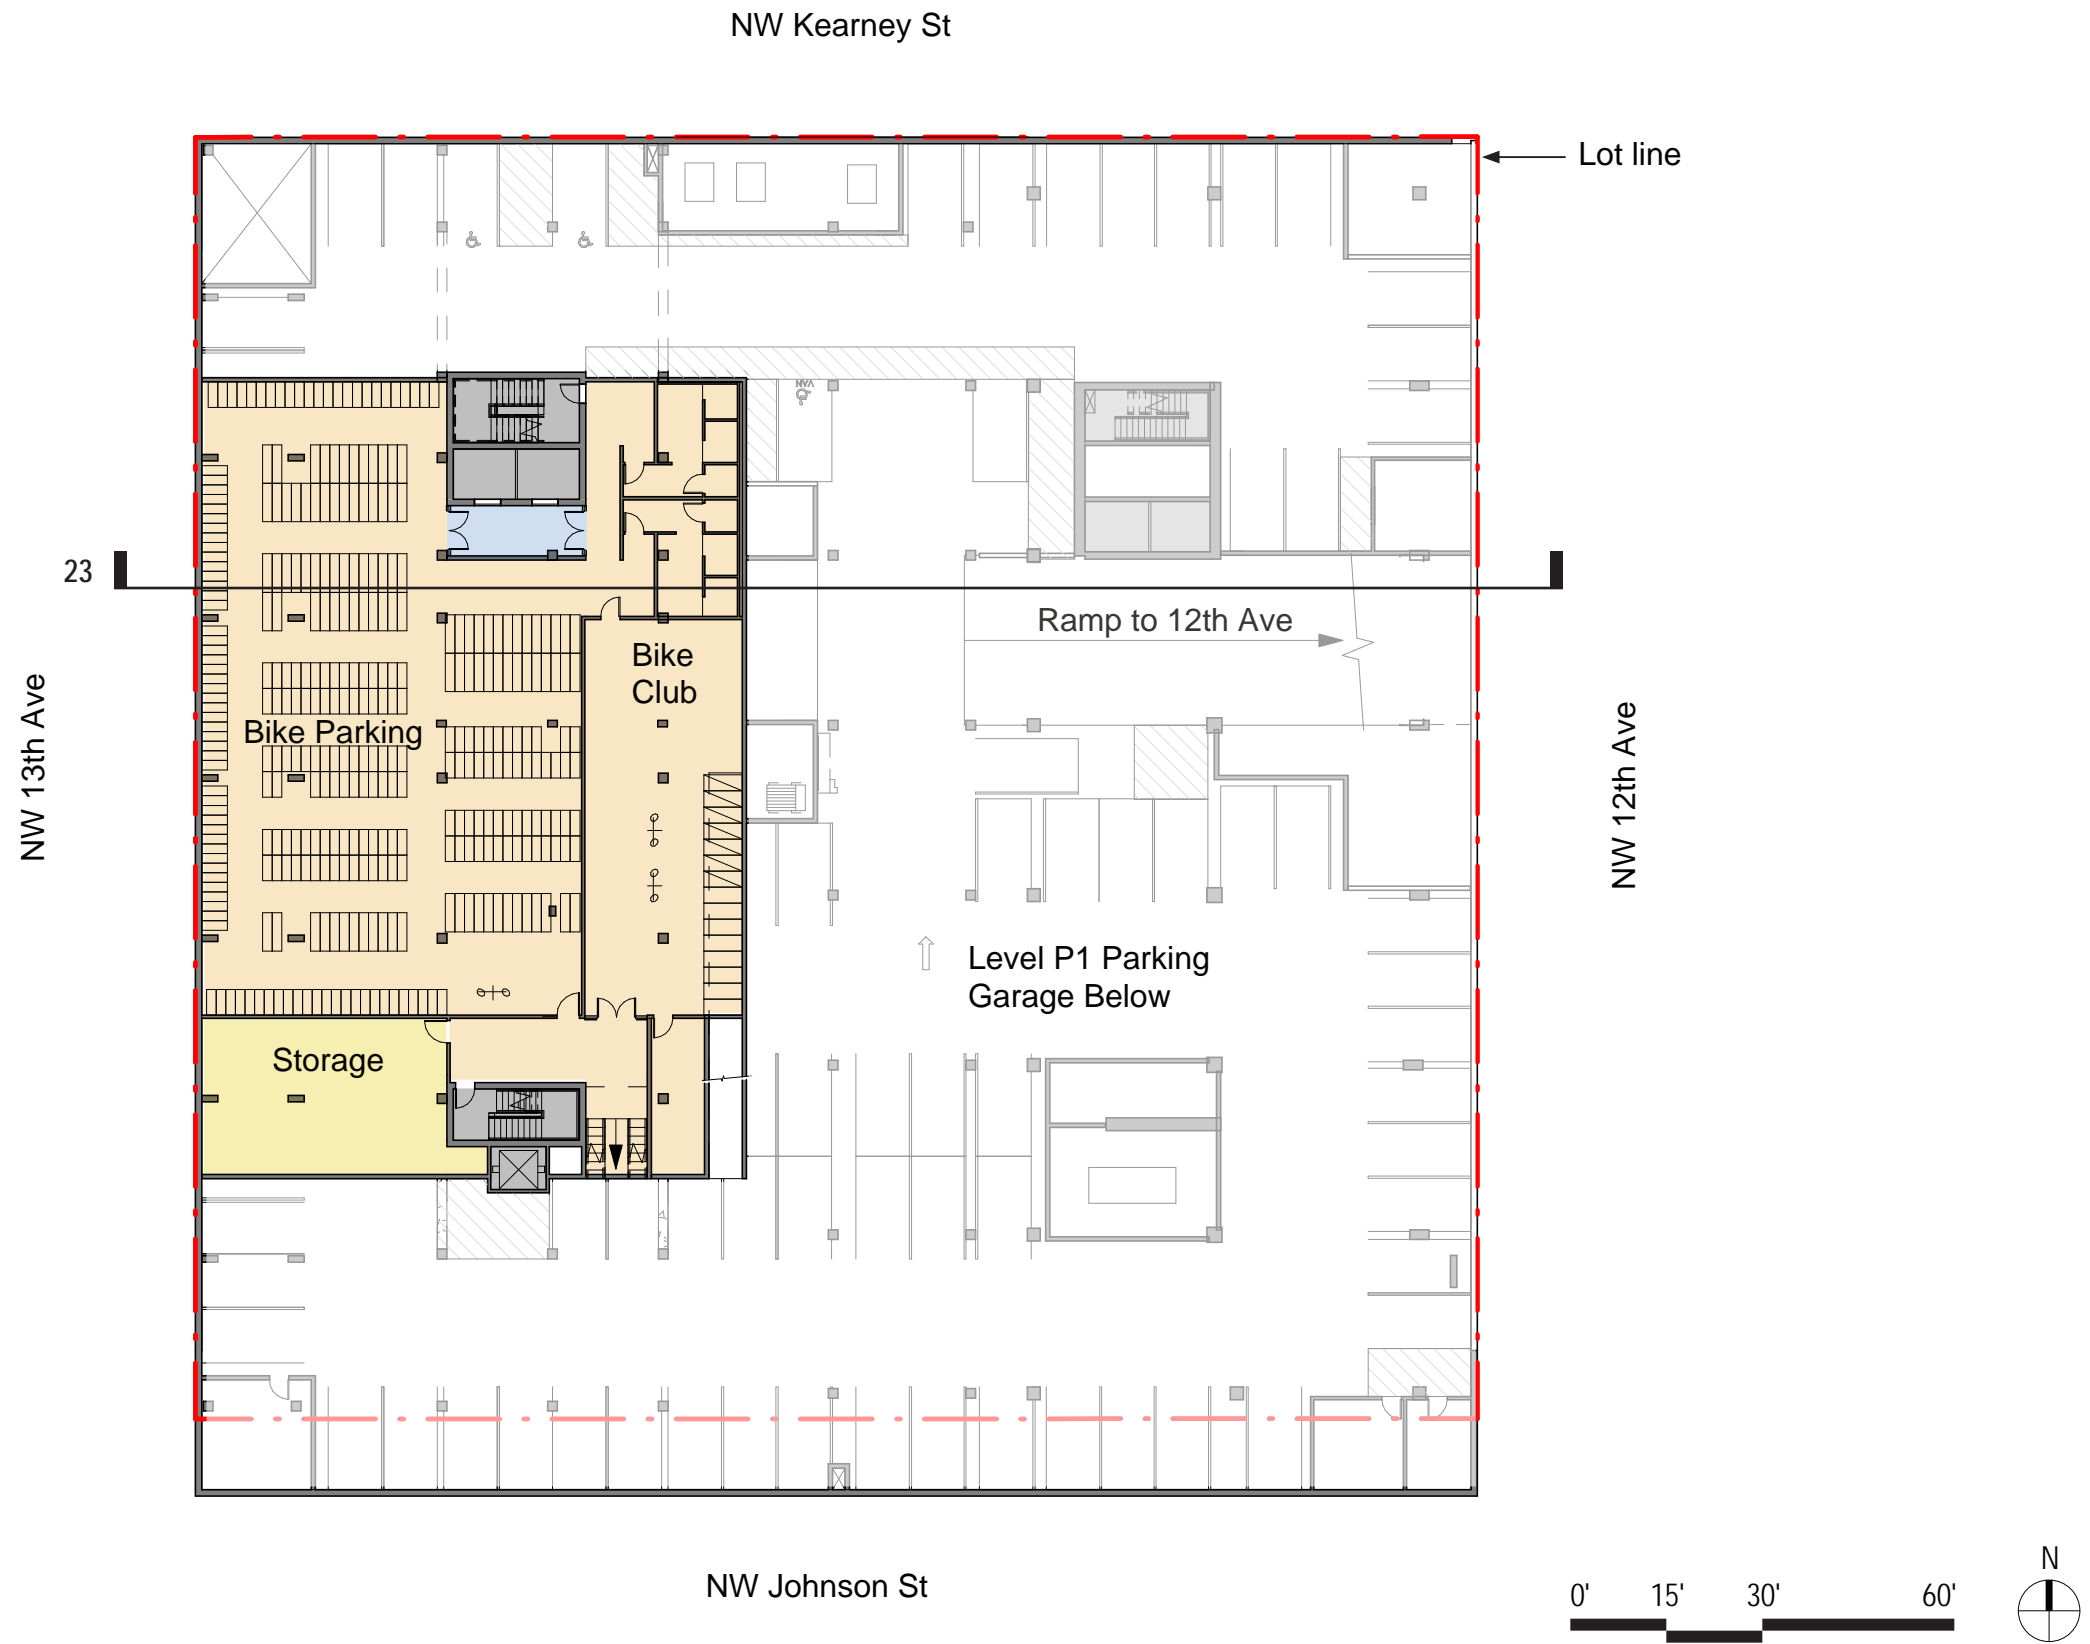 NW Kearney St
Lot line
VAN
23
Ramp to 12th Ave
Bike
Club
NW 13th Ave
Bike Parking
NW 12th Ave
Level P1 Parking
Garage Below
Storage
NW Johnson St
0' 15' 30' 60'
N